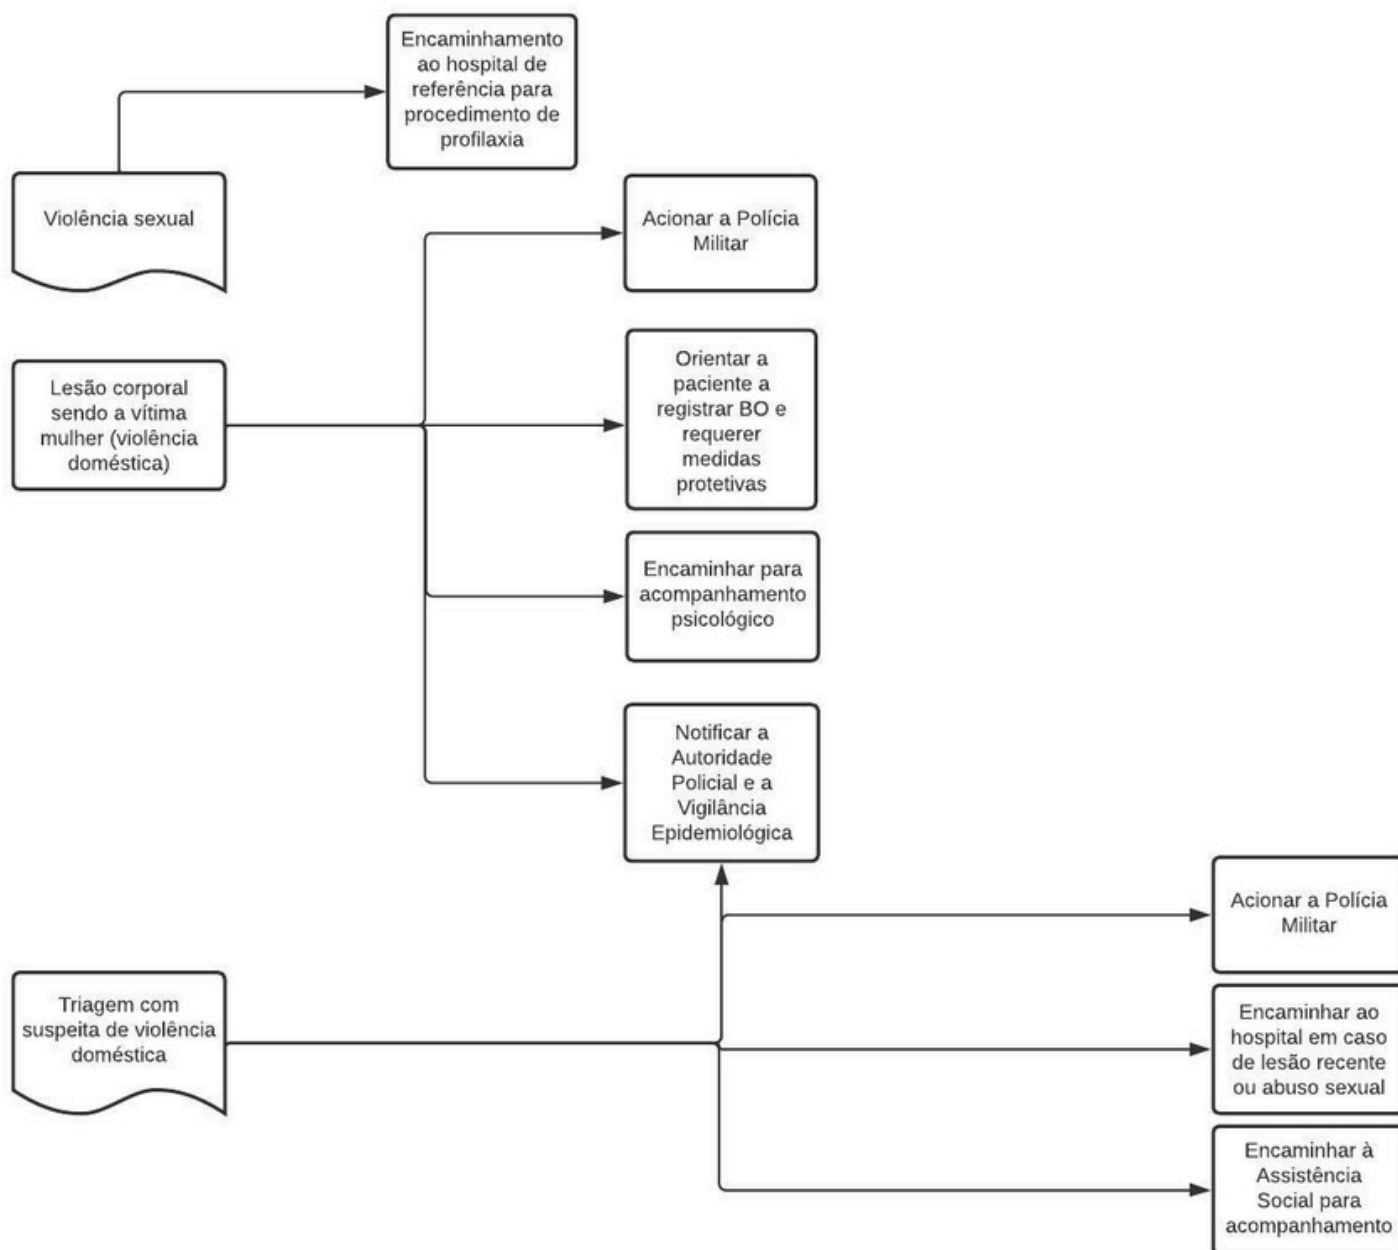 Encaminhamento
ao hospital de
referência para
procedimento de
profilaxia
Violência sexual
Acionar a Polícia
Militar
Lesão corporal
sendo a vítima
mulher (violência
doméstica)
Orientar a
paciente a
registrar BO e
requerer
medidas
protetivas
Encaminhar para
acompanhamento
psicológico
Notificar a
Autoridade
Policial e a
Vigilância
Epidemiológica
Triagem com
suspeita de violência
doméstica
Acionar a Polícia
Militar
Encaminhar ao
hospital em caso
de lesão recente
ou abuso sexual
Encaminhar à
Assistência
Social para
acompanhamento